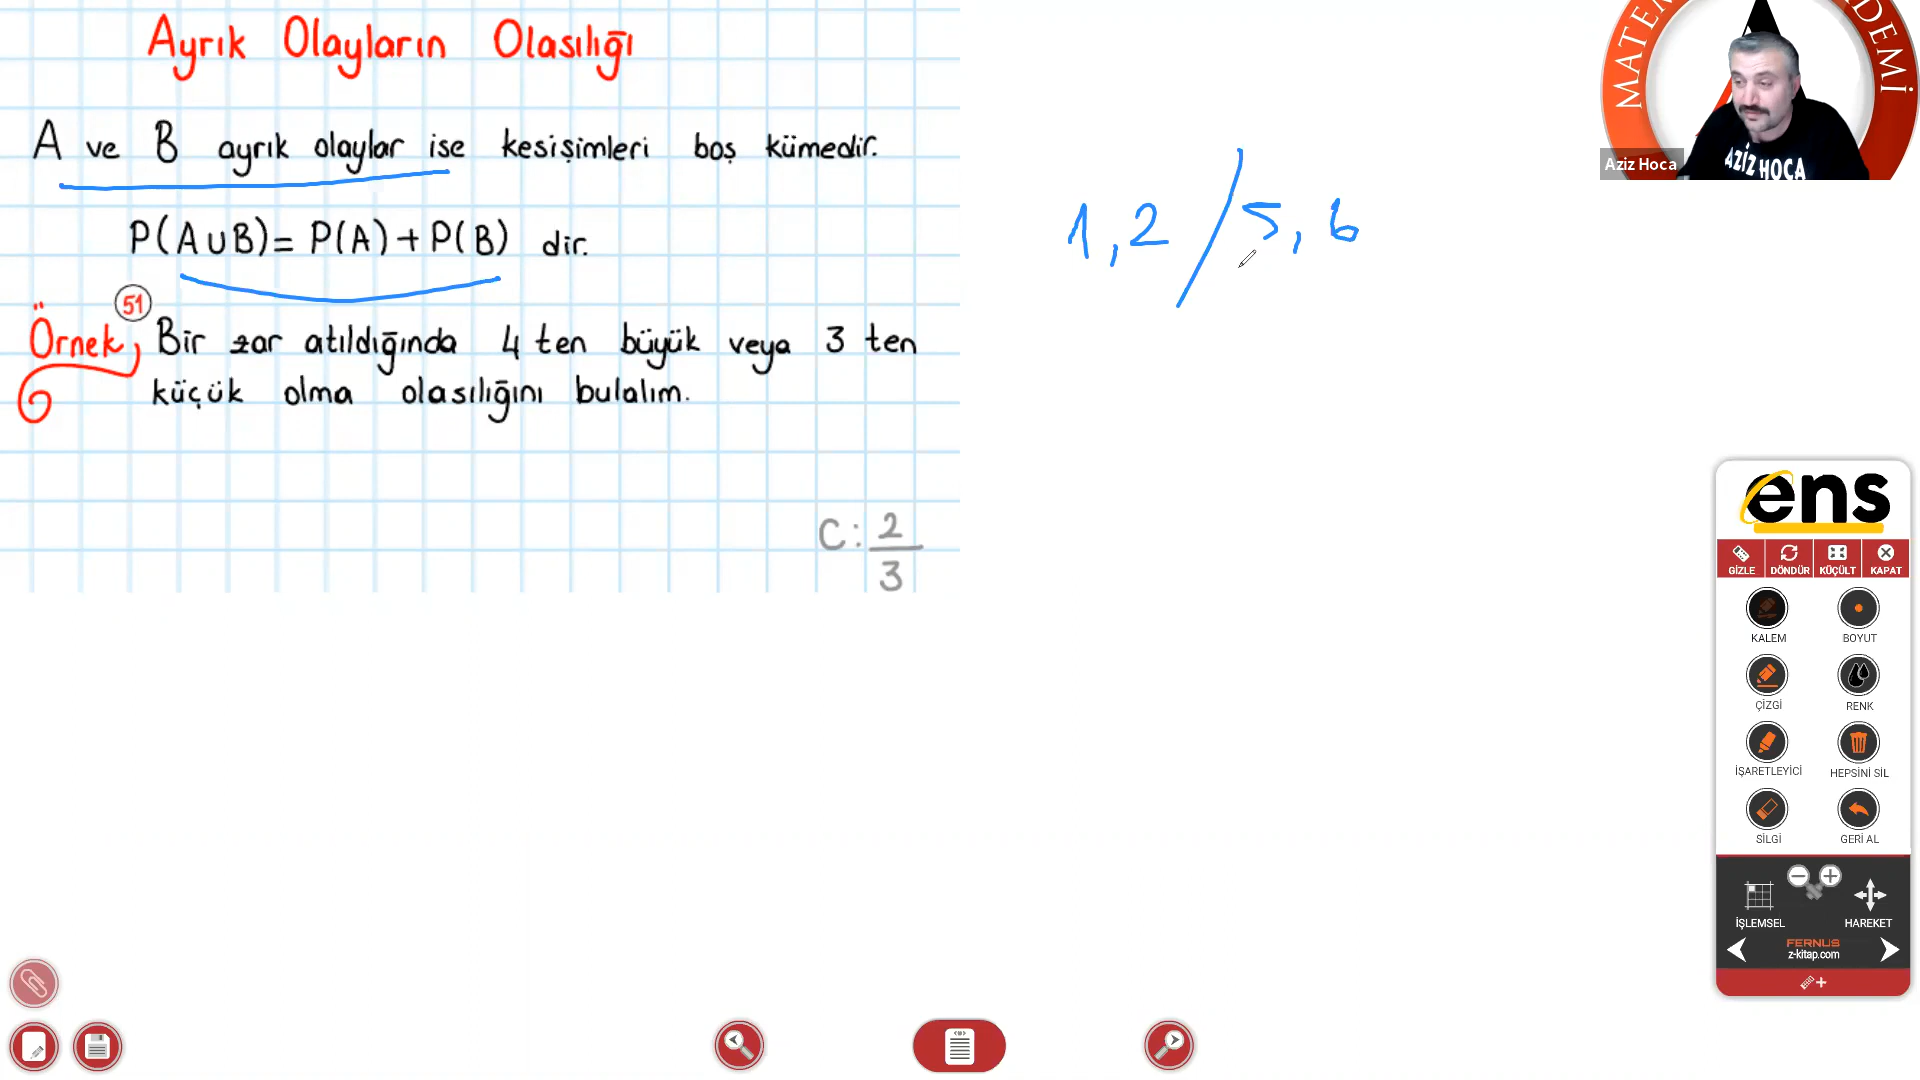 Ayrık Olayların Olasılığı
A ve B ayrık olaylar ise kesişimleri boş kümedir.
P(A∪B)= P(A)+P(B) dir.
51
Örnek, Bir zar atıldığında 4 ten büyük veya 3 ten
küçük olma olasılığını bulalım.
C: 2/3
1, 2 / 5, 6
AZİZ HOCA
Aziz Hoca
ens
GİZLE DÖNDÜR KÜÇÜLT KAPAT
KALEM BOYUT
ÇİZGİ RENK
İŞARETLEYİCİ HEPSİNİ SİL
SİLGİ GERİ AL
İŞLEMSEL HAREKET
FERNUS
z-kitap.com